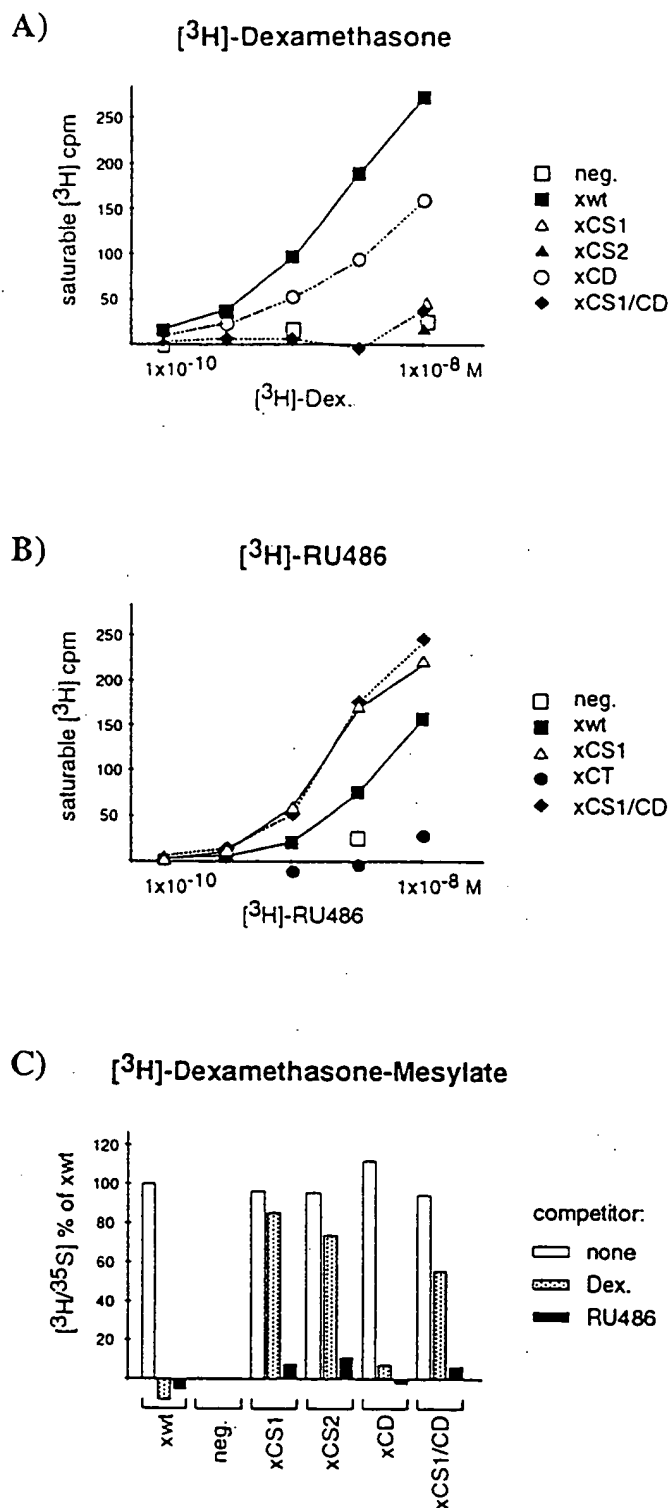 A) [³H]-Dexamethasone
saturable [³H] cpm
250
200
150
100
50
1x10⁻¹⁰
1x10⁻⁸ M
[³H]-Dex.
neg.
xwt
xCS1
xCS2
xCD
xCS1/CD
B) [³H]-RU486
saturable [³H] cpm
250
200
150
100
50
1x10⁻¹⁰
1x10⁻⁸ M
[³H]-RU486
neg.
xwt
xCS1
xCT
xCS1/CD
C) [³H]-Dexamethasone-Mesylate
[³H/³⁵S] % of xwt
120
100
80
60
40
20
xwt
neg.
xCS1
xCS2
xCD
xCS1/CD
competitor:
none
Dex.
RU486